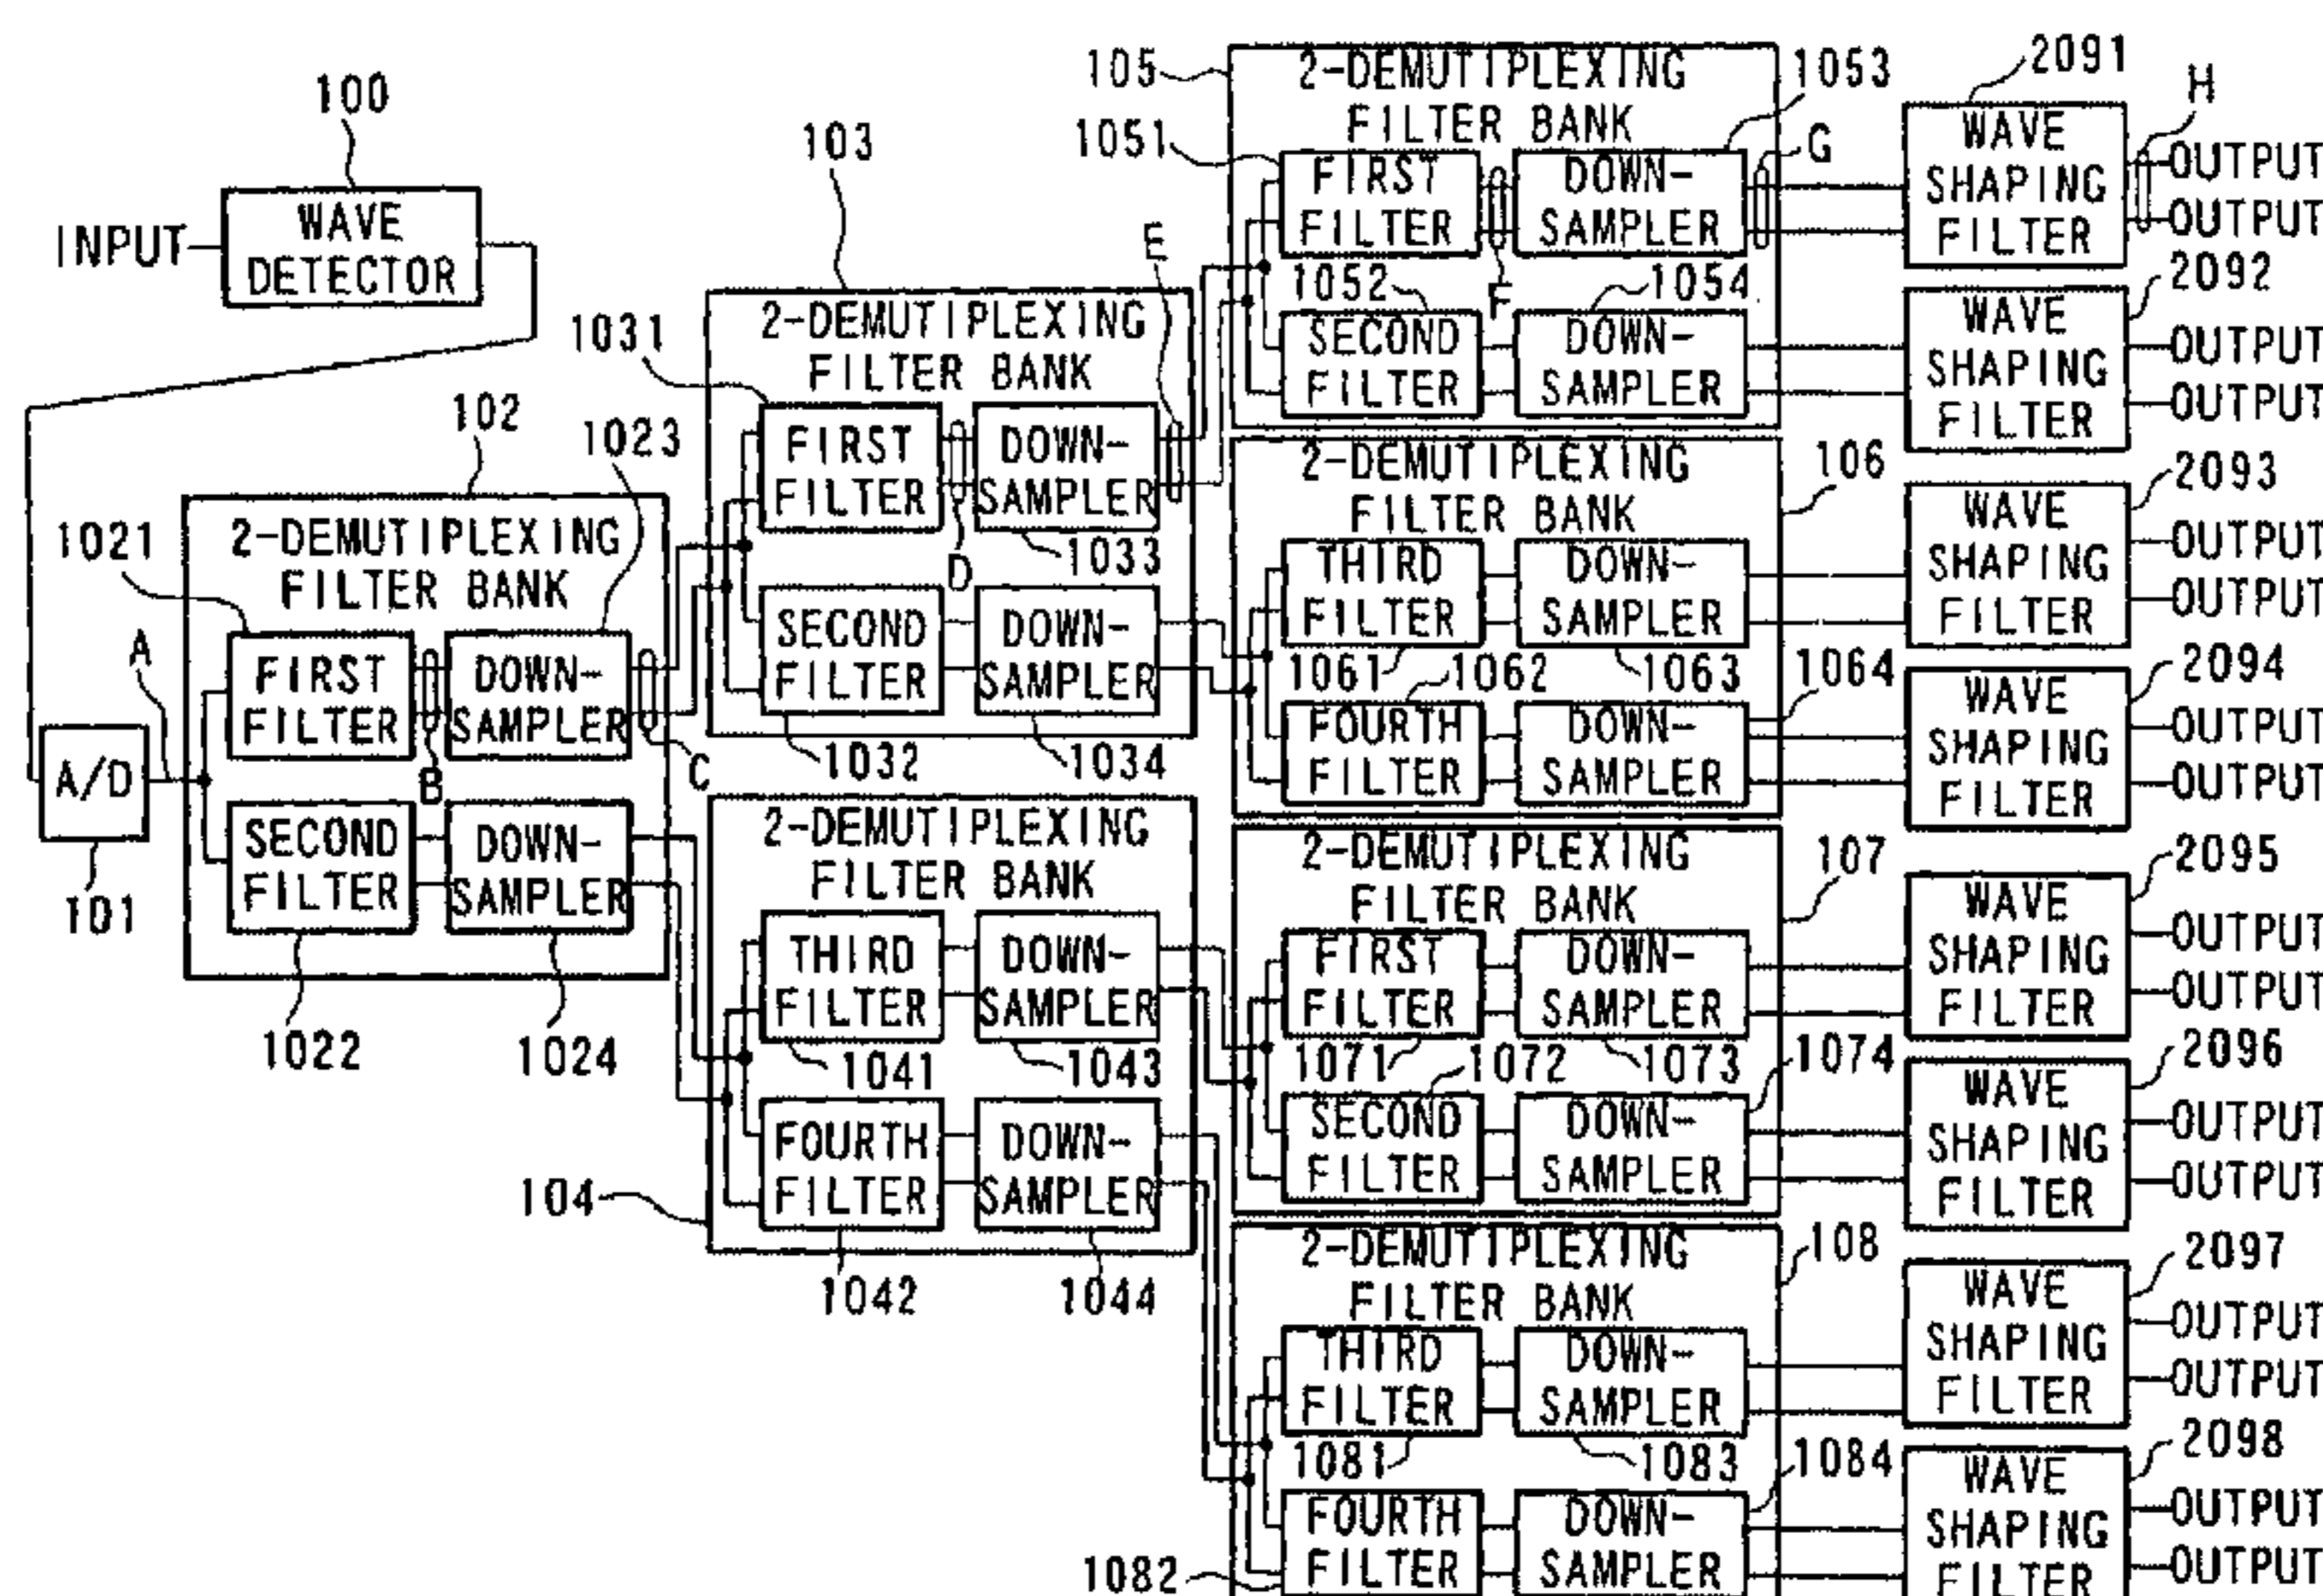 100
WAVE
DETECTOR
INPUT
A/D
101
A
102
2-DEMUTIPLEXING
FILTER BANK
1021
FIRST
FILTER
B
1023
DOWN-
SAMPLER
C
SECOND
FILTER
1022
DOWN-
SAMPLER
1024
103
2-DEMUTIPLEXING
FILTER BANK
1031
FIRST
FILTER
D
DOWN-
SAMPLER
1033
E
SECOND
FILTER
1032
DOWN-
SAMPLER
1034
104
2-DEMUTIPLEXING
FILTER BANK
THIRD
FILTER
1041
DOWN-
SAMPLER
1043
FOURTH
FILTER
1042
DOWN-
SAMPLER
1044
105
2-DEMUTIPLEXING
FILTER BANK
1051
FIRST
FILTER
F
1053
DOWN-
SAMPLER
G
1052
SECOND
FILTER
1054
DOWN-
SAMPLER
106
2-DEMUTIPLEXING
FILTER BANK
THIRD
FILTER
1061
DOWN-
SAMPLER
1063
1062
FOURTH
FILTER
1064
DOWN-
SAMPLER
107
2-DEMUTIPLEXING
FILTER BANK
FIRST
FILTER
1071
DOWN-
SAMPLER
1073
1072
SECOND
FILTER
1074
DOWN-
SAMPLER
108
2-DEMUTIPLEXING
FILTER BANK
THIRD
FILTER
1081
DOWN-
SAMPLER
1083
1082
FOURTH
FILTER
1084
DOWN-
SAMPLER
2091
WAVE
SHAPING
FILTER
H
OUTPUT
OUTPUT
2092
WAVE
SHAPING
FILTER
OUTPUT
OUTPUT
2093
WAVE
SHAPING
FILTER
OUTPUT
OUTPUT
2094
WAVE
SHAPING
FILTER
OUTPUT
OUTPUT
2095
WAVE
SHAPING
FILTER
OUTPUT
OUTPUT
2096
WAVE
SHAPING
FILTER
OUTPUT
OUTPUT
2097
WAVE
SHAPING
FILTER
OUTPUT
OUTPUT
2098
WAVE
SHAPING
FILTER
OUTPUT
OUTPUT